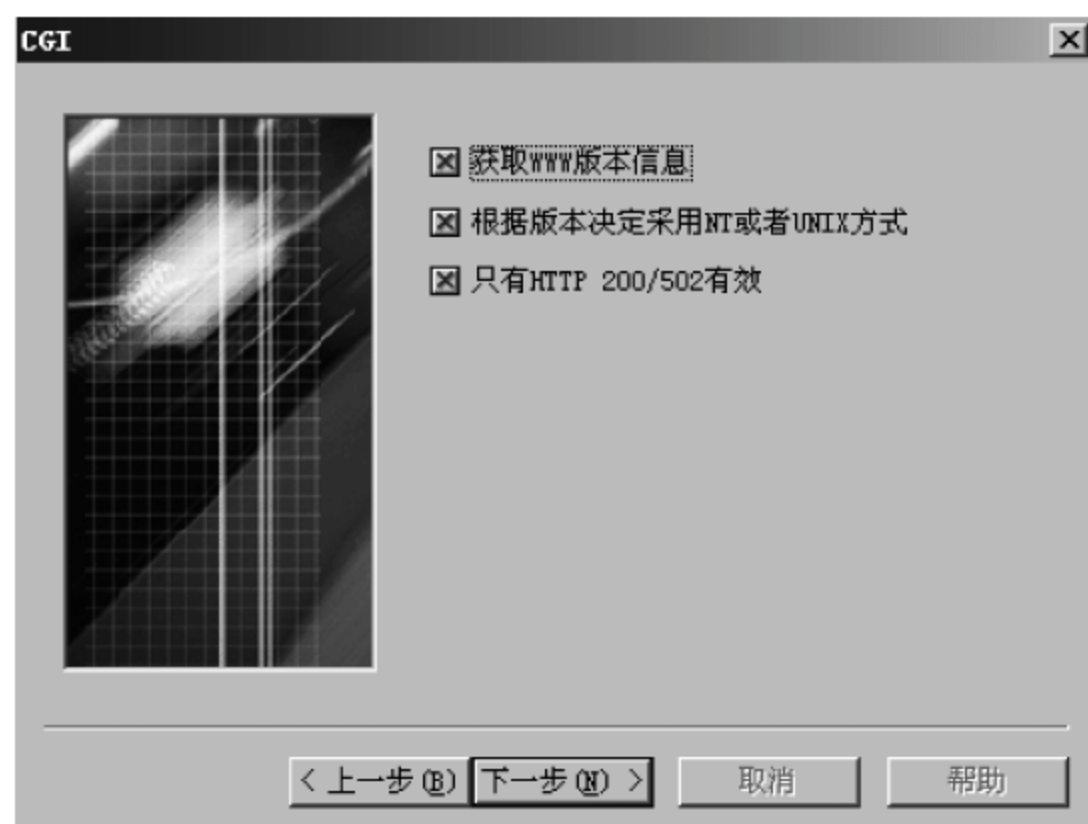 CGI
获取WWW版本信息
根据版本决定采用NT或者UNIX方式
只有HTTP 200/502有效
< 上一步(B) 下一步(N) > 取消 帮助